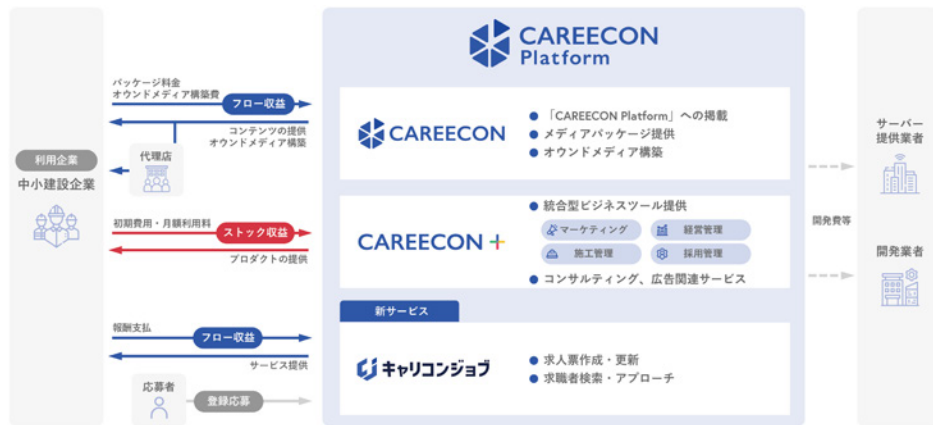 CAREECON
Platform
パッケージ料金
オウンドメディア構築費
フロー収益
コンテンツの提供
オウンドメディア構築
代理店
利用企業
中小建設企業
初期費用・月額利用料
ストック収益
プロダクトの提供
報酬支払
フロー収益
サービス提供
応募者
登録応募
CAREECON
● 「CAREECON Platform」への掲載
● メディアパッケージ提供
● オウンドメディア構築
CAREECON +
● 統合型ビジネスツール提供
マーケティング
経営管理
施工管理
採用管理
● コンサルティング、広告関連サービス
新サービス
キャリコンジョブ
● 求人票作成・更新
● 求職者検索・アプローチ
サーバー
提供業者
開発費等
開発業者